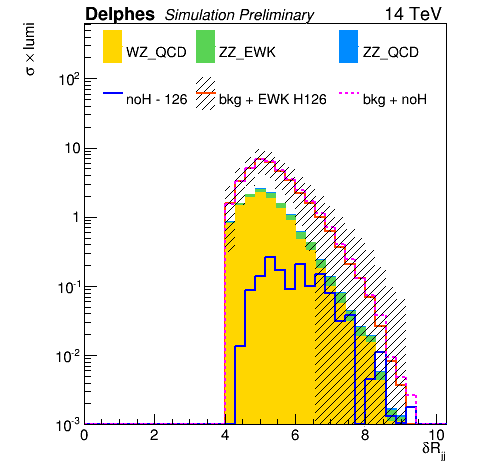 Delphes Simulation Preliminary 14 TeV
σ × lumi
WZ_QCD ZZ_EWK ZZ_QCD
noH - 126 bkg + EWK H126 bkg + noH
10²
10
1
10⁻¹
10⁻²
10⁻³
0 2 4 6 8 10
δR_jj